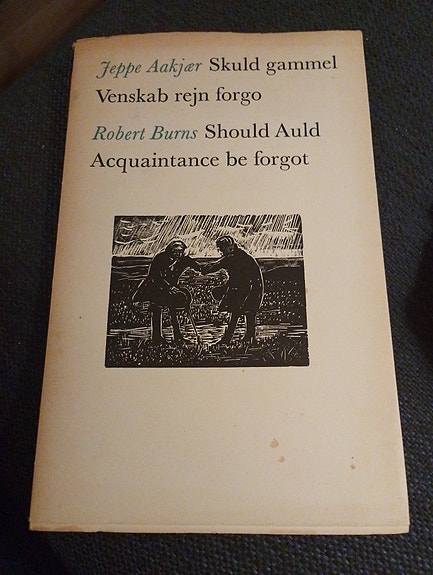 Jeppe Aakjær Skuld gammel
Venskab rejn forgo
Robert Burns Should Auld
Acquaintance be forgot